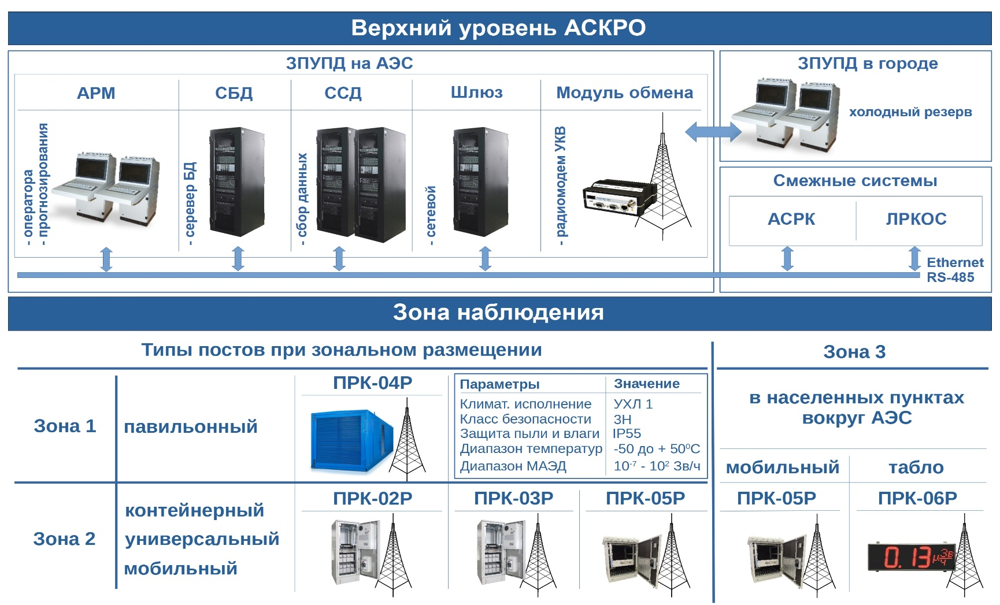 Верхний уровень АСКРО
ЗПУПД на АЭС
АРМ
СБД
ССД
Шлюз
Модуль обмена
- оператора
- прогнозирования
- серевер БД
- сбор данных
- сетевой
- радиомодем УКВ
ЗПУПД в городе
холодный резерв
Смежные системы
АСРК
ЛРКОС
Ethernet
RS-485
Зона наблюдения
Типы постов при зональном размещении
Зона 1
павильонный
ПРК-04Р
Параметры Значение
Климат. исполнение УХЛ 1
Класс безопасности 3Н
Защита пыли и влаги IP55
Диапазон температур -50 до + 50⁰С
Диапазон МАЭД 10⁻⁷ - 10² Зв/ч
Зона 2
контейнерный
универсальный
мобильный
ПРК-02Р
ПРК-03Р
ПРК-05Р
Зона 3
в населенных пунктах
вокруг АЭС
мобильный
табло
ПРК-05Р
ПРК-06Р
0.13 μЗв/ч